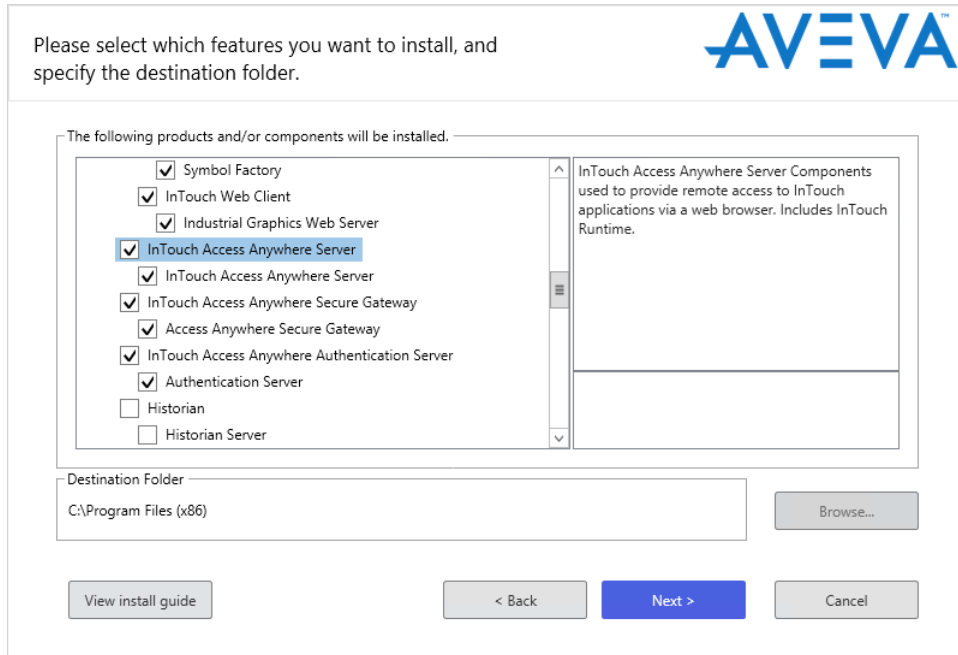 Please select which features you want to install, and
specify the destination folder.
AVEVA™
The following products and/or components will be installed.
Symbol Factory
InTouch Web Client
Industrial Graphics Web Server
InTouch Access Anywhere Server
InTouch Access Anywhere Server
InTouch Access Anywhere Secure Gateway
Access Anywhere Secure Gateway
InTouch Access Anywhere Authentication Server
Authentication Server
Historian
Historian Server
InTouch Access Anywhere Server Components
used to provide remote access to InTouch
applications via a web browser. Includes InTouch
Runtime.
Destination Folder
C:\Program Files (x86)
Browse...
View install guide
< Back
Next >
Cancel